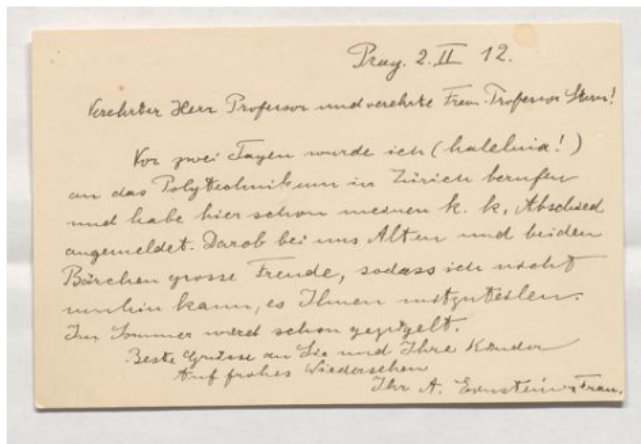 Prag. 2. II 12.
Verehrter Herr Professor und verehrte Frau Professor Stern!
Vor zwei Tagen wurde ich (haleluia!)
an das Polytechnikum in Zürich berufen
und habe hier schon meinen k. k. Abschied
angemeldet. Darob bei uns Alten und beiden
Bärchen grosse Freude, sodass ich nicht
umhin kann, es Ihnen mitzuteilen.
Im Sommer wird schon gezügelt.
Beste Grüsse an Sie und Ihre Kinder
Auf frohes Wiedersehen
Ihr A. Einstein u. Frau.